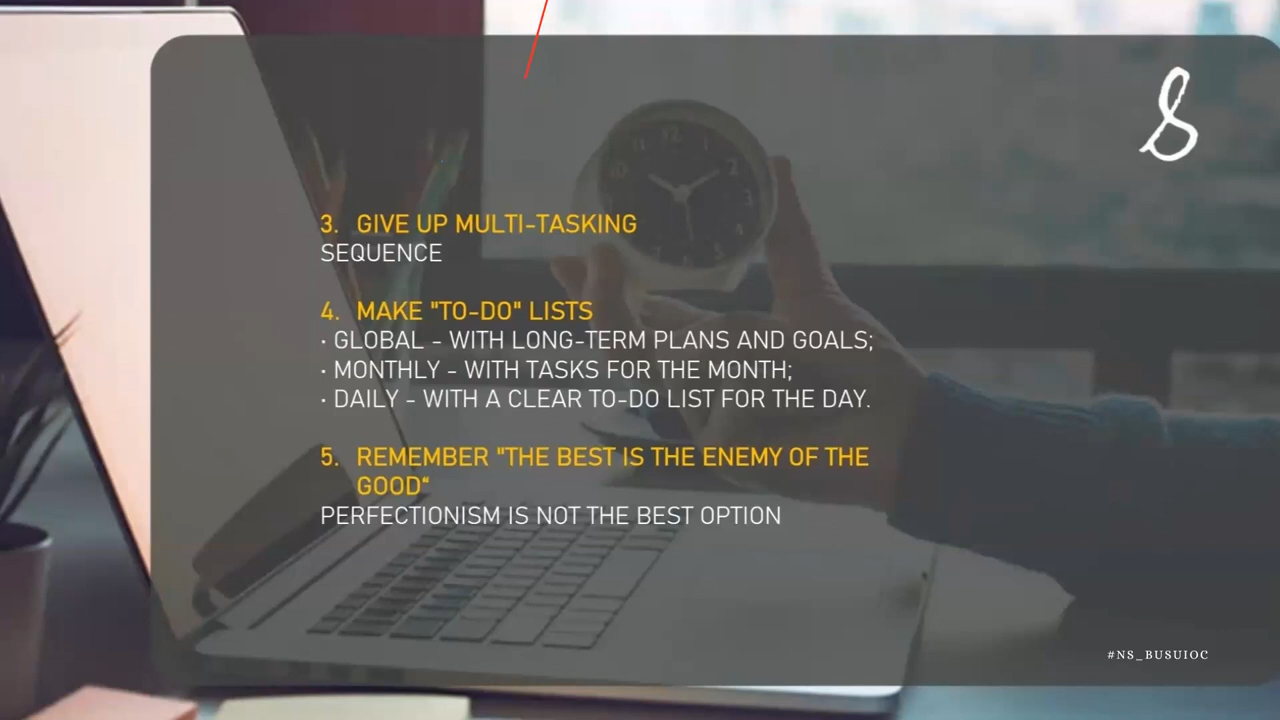 3. GIVE UP MULTI-TASKING
SEQUENCE
4. MAKE "TO-DO" LISTS
· GLOBAL - WITH LONG-TERM PLANS AND GOALS;
· MONTHLY - WITH TASKS FOR THE MONTH;
· DAILY - WITH A CLEAR TO-DO LIST FOR THE DAY.
5. REMEMBER "THE BEST IS THE ENEMY OF THE
GOOD“
PERFECTIONISM IS NOT THE BEST OPTION
#NS_BUSUIOC